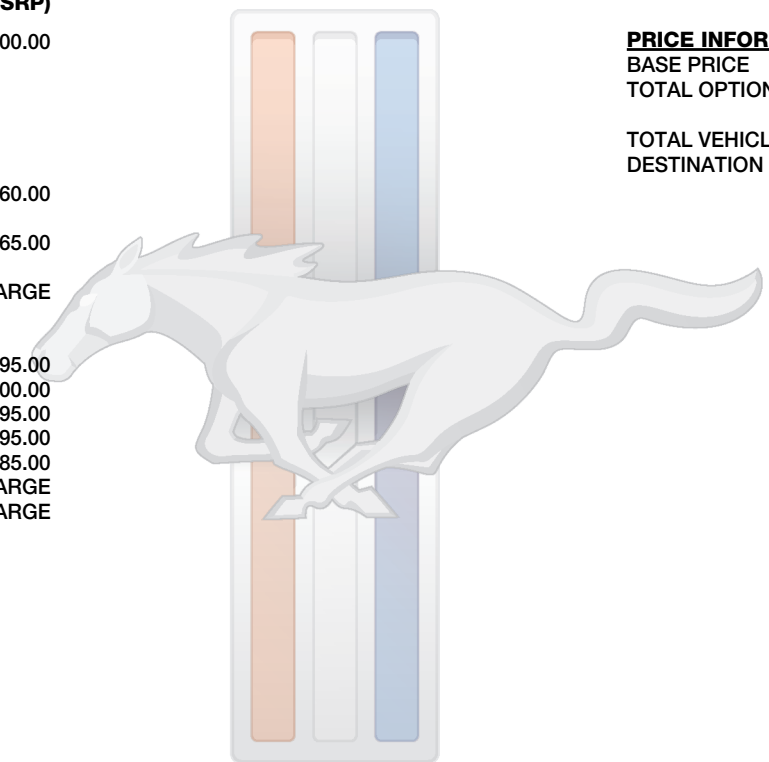 SRP)
00.00
60.00
65.00
ARGE
95.00
00.00
95.00
95.00
85.00
ARGE
ARGE
PRICE INFOR
BASE PRICE
TOTAL OPTION
TOTAL VEHICL
DESTINATION